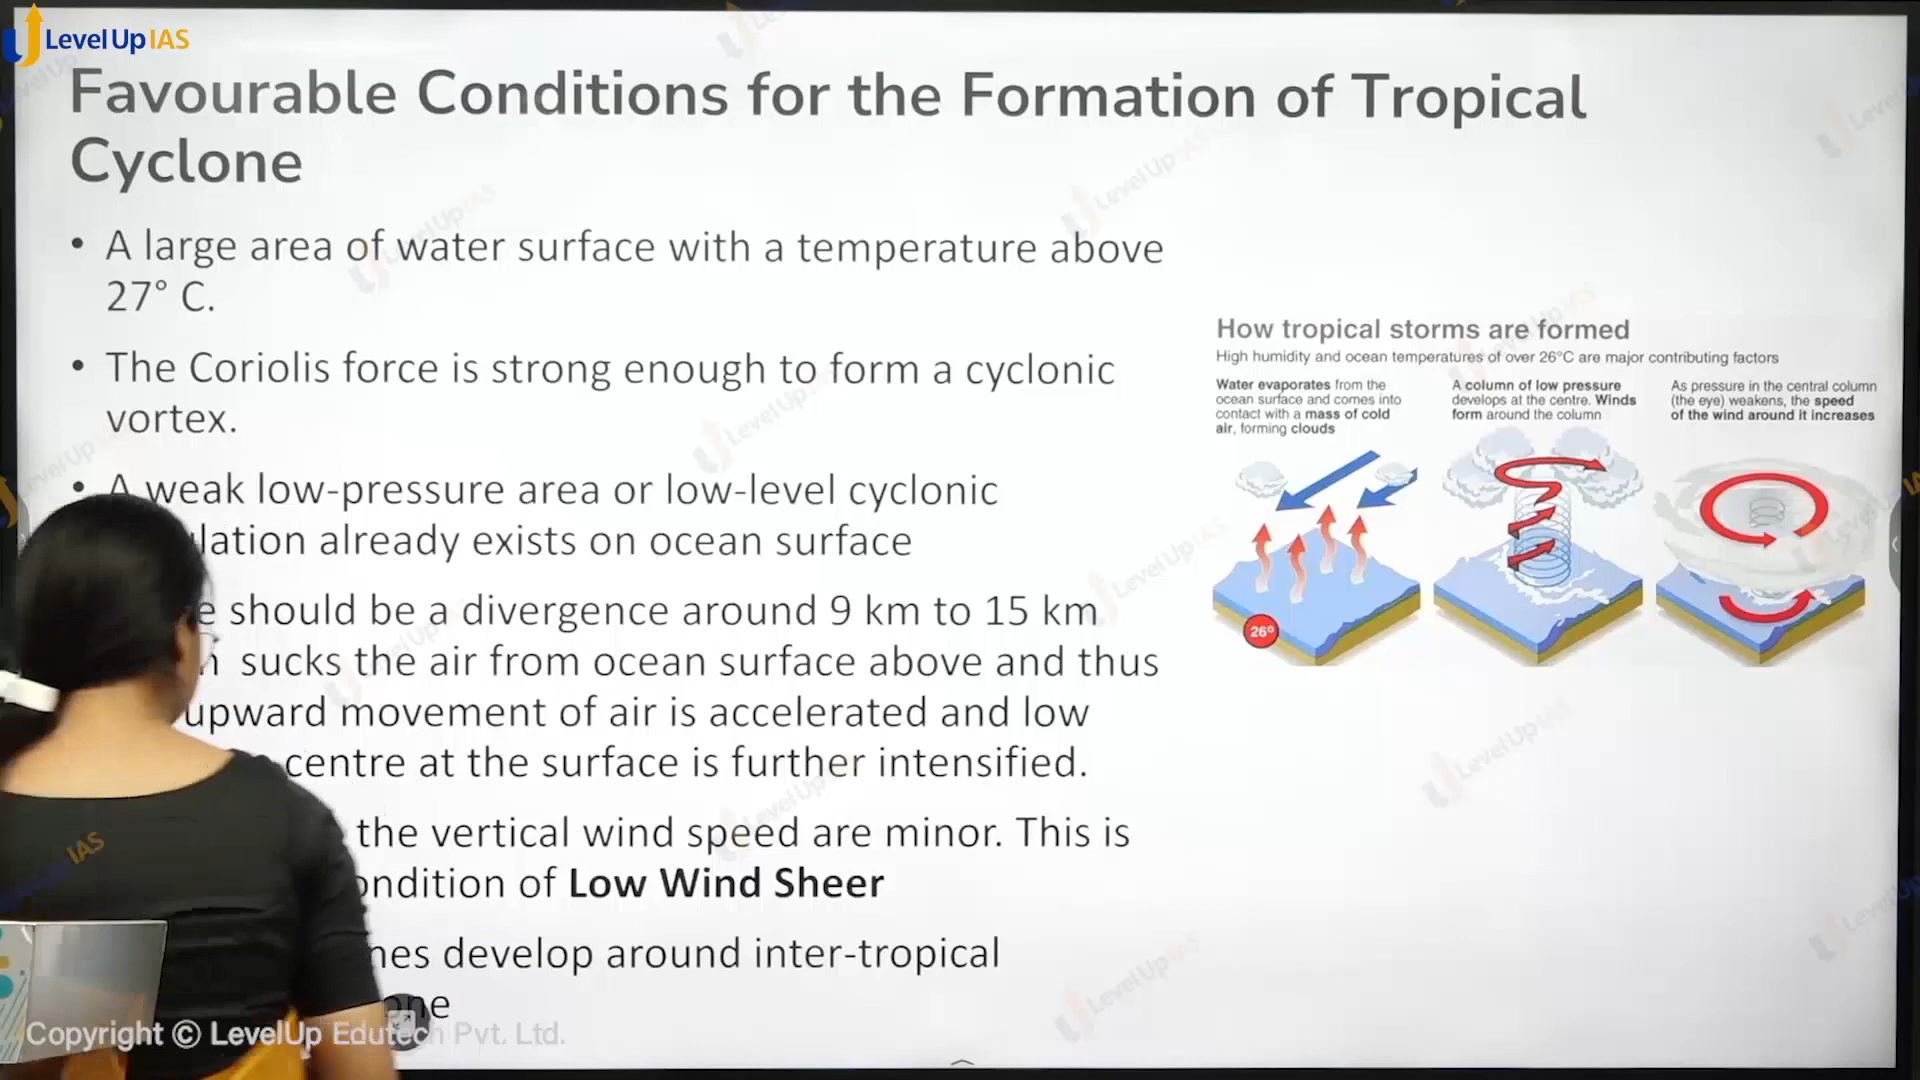 LevelUp IAS
Favourable Conditions for the Formation of Tropical
Cyclone
• A large area of water surface with a temperature above
27° C.
• The Coriolis force is strong enough to form a cyclonic
vortex.
• A weak low-pressure area or low-level cyclonic
lation already exists on ocean surface
e should be a divergence around 9 km to 15 km
sucks the air from ocean surface above and thus
upward movement of air is accelerated and low
centre at the surface is further intensified.
the vertical wind speed are minor. This is
ondition of Low Wind Sheer
nes develop around inter-tropical
one
How tropical storms are formed
High humidity and ocean temperatures of over 26°C are major contributing factors
Water evaporates from the
ocean surface and comes into
contact with a mass of cold
air, forming clouds
A column of low pressure
develops at the centre. Winds
form around the column
As pressure in the central column
(the eye) weakens, the speed
of the wind around it increases
26°
Copyright © LevelUp Edutech Pvt. Ltd.